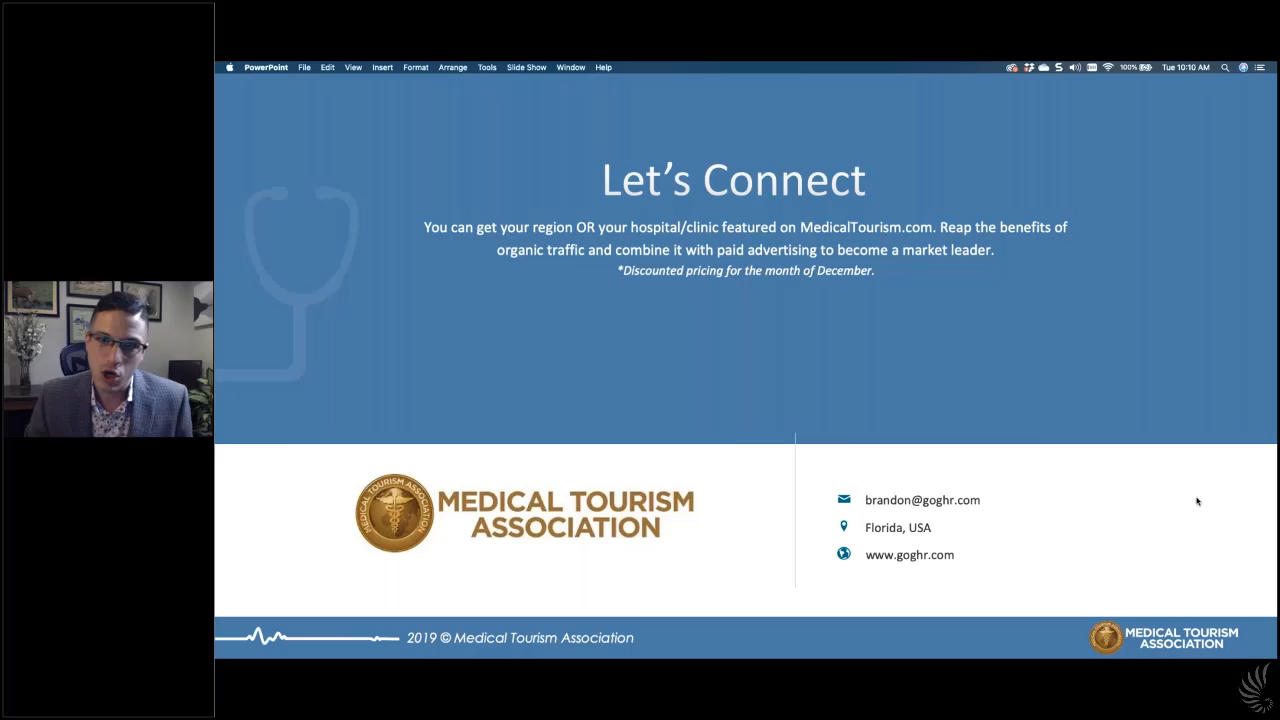 PowerPoint File Edit View Insert Format Arrange Tools Slide Show Window Help 100% Tue 10:10 AM
Let's Connect
You can get your region OR your hospital/clinic featured on MedicalTourism.com. Reap the benefits of
organic traffic and combine it with paid advertising to become a market leader.
*Discounted pricing for the month of December.
MEDICAL TOURISM ASSOCIATION
MEDICAL TOURISM
ASSOCIATION
brandon@goghr.com
Florida, USA
www.goghr.com
2019 © Medical Tourism Association
MEDICAL TOURISM
ASSOCIATION